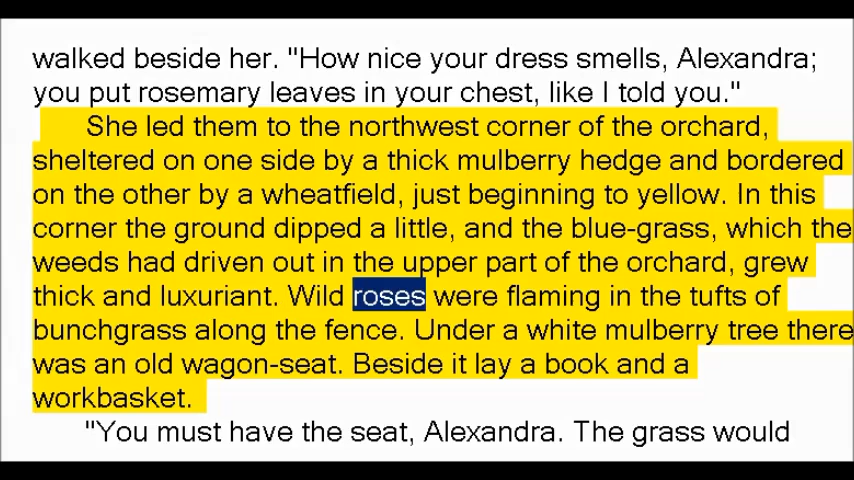 walked beside her. "How nice your dress smells, Alexandra;
you put rosemary leaves in your chest, like I told you."
She led them to the northwest corner of the orchard,
sheltered on one side by a thick mulberry hedge and bordered
on the other by a wheatfield, just beginning to yellow. In this
corner the ground dipped a little, and the blue-grass, which the
weeds had driven out in the upper part of the orchard, grew
thick and luxuriant. Wild roses were flaming in the tufts of
bunchgrass along the fence. Under a white mulberry tree there
was an old wagon-seat. Beside it lay a book and a
workbasket.
"You must have the seat, Alexandra. The grass would